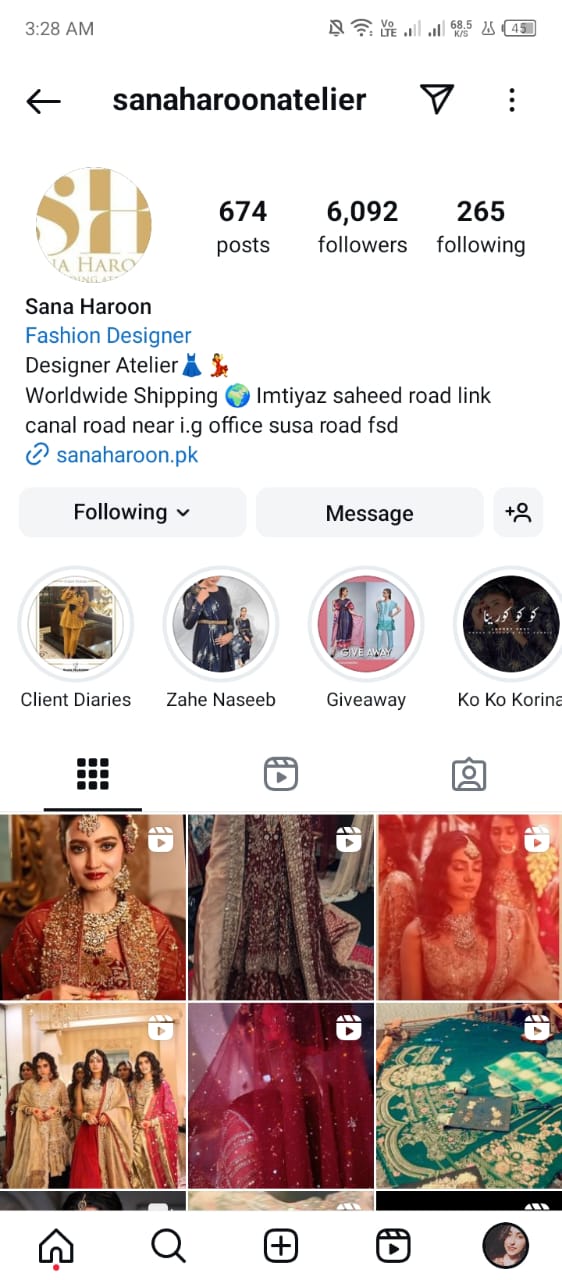 3:28 AM
Vo LTE 68.5 K/S 45
sanaharoonatelier
674 6,092 265
posts followers following
SH
NA HARO
Sana Haroon
Fashion Designer
Designer Atelier👗💃
Worldwide Shipping 🌍 Imtiyaz saheed road link
canal road near i.g office susa road fsd
sanaharoon.pk
Following Message
GIVE AWAY
کو کو کورینا
Client Diaries Zahe Naseeb Giveaway Ko Ko Korina